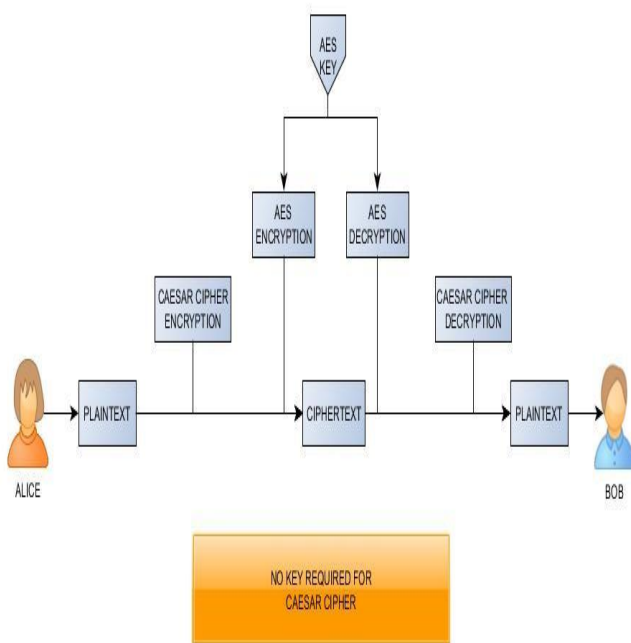 AES
KEY
AES
ENCRYPTION
AES
DECRYPTION
CAESAR CIPHER
ENCRYPTION
CAESAR CIPHER
DECRYPTION
PLAINTEXT
CIPHERTEXT
PLAINTEXT
ALICE
BOB
NO KEY REQUIRED FOR
CAESAR CIPHER